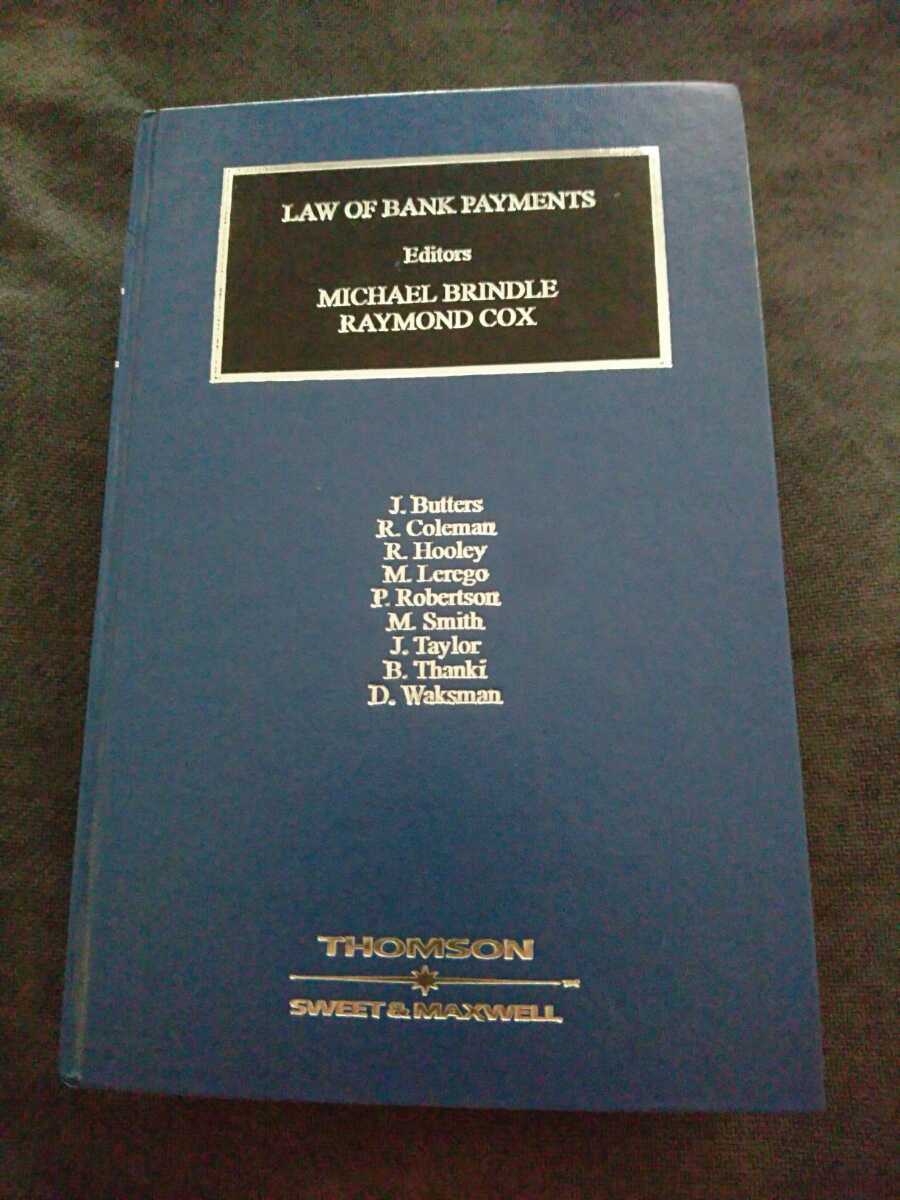 LAW OF BANK PAYMENTS
Editors
MICHAEL BRINDLE
RAYMOND COX
J. Butters
R. Coleman
R. Hooley
M. Lerego
P. Robertson
M. Smith
J. Taylor
B. Thanki
D. Waksman
THOMSON
SWEET & MAXWELL